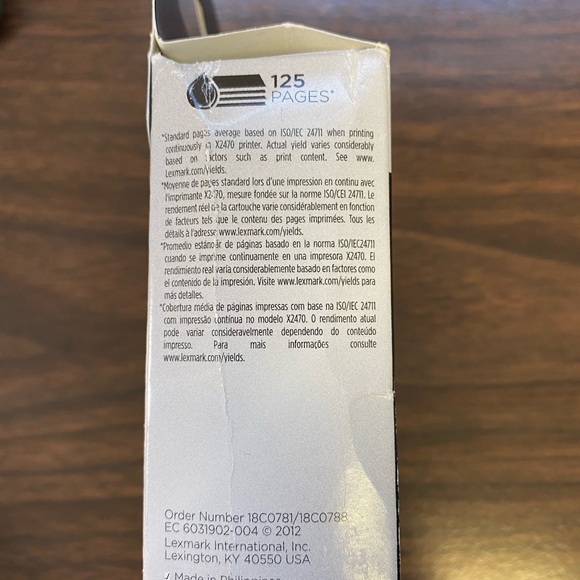 125
PAGES*
*Standard pages average based on ISO/IEC 24711 when printing
continuously X2470 printer. Actual yield varies considerably
based on factors such as print content. See www.
Lexmark.com/yields.
*Moyenne de pages standard lors d'une impression en continu avec
l'imprimante X2470, mesure fondée sur la norme ISO/CEI 24711. Le
rendement réel de la cartouche varie considérablement en fonction
de facteurs tels que le contenu des pages imprimées. Tous les
détails à l'adresse: www.lexmark.com/yields.
*Promedio estándar de páginas basado en la norma ISO/IEC24711
cuando se imprime continuamente en una impresora X2470. El
rendimiento real varía considerablemente basado en factores como
el contenido de la impresión. Visite www.lexmark.com/yields para
más detalles.
*Cobertura média de páginas impressas com base na ISO/IEC 24711
com impressão contínua no modelo X2470. O rendimento atual
pode variar consideravelmente dependendo do conteúdo
impresso. Para mais informações consulte
www.lexmark.com/yields.
Order Number 18C0781/18C0788
EC 6031902-004 © 2012
Lexmark International, Inc.
Lexington, KY 40550 USA
Made in Philippines